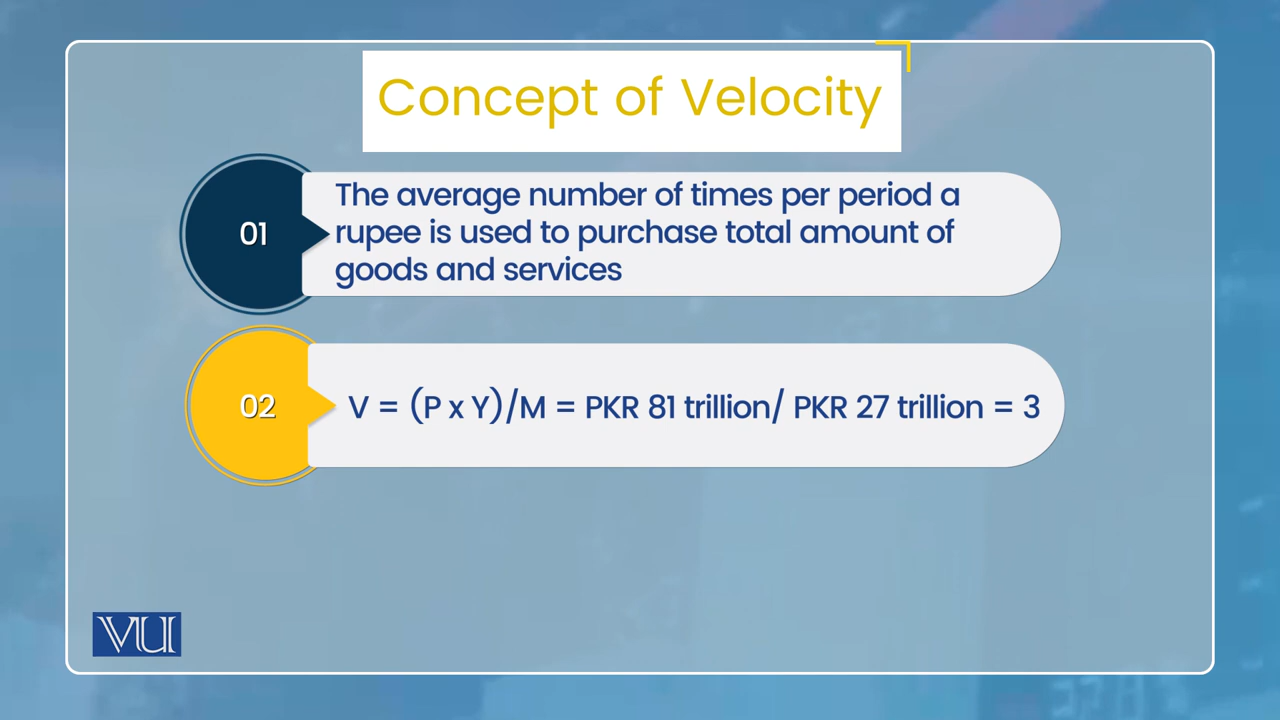 Concept of Velocity
01
The average number of times per period a
rupee is used to purchase total amount of
goods and services
02
V = (P x Y)/M = PKR 81 trillion/ PKR 27 trillion = 3
VU